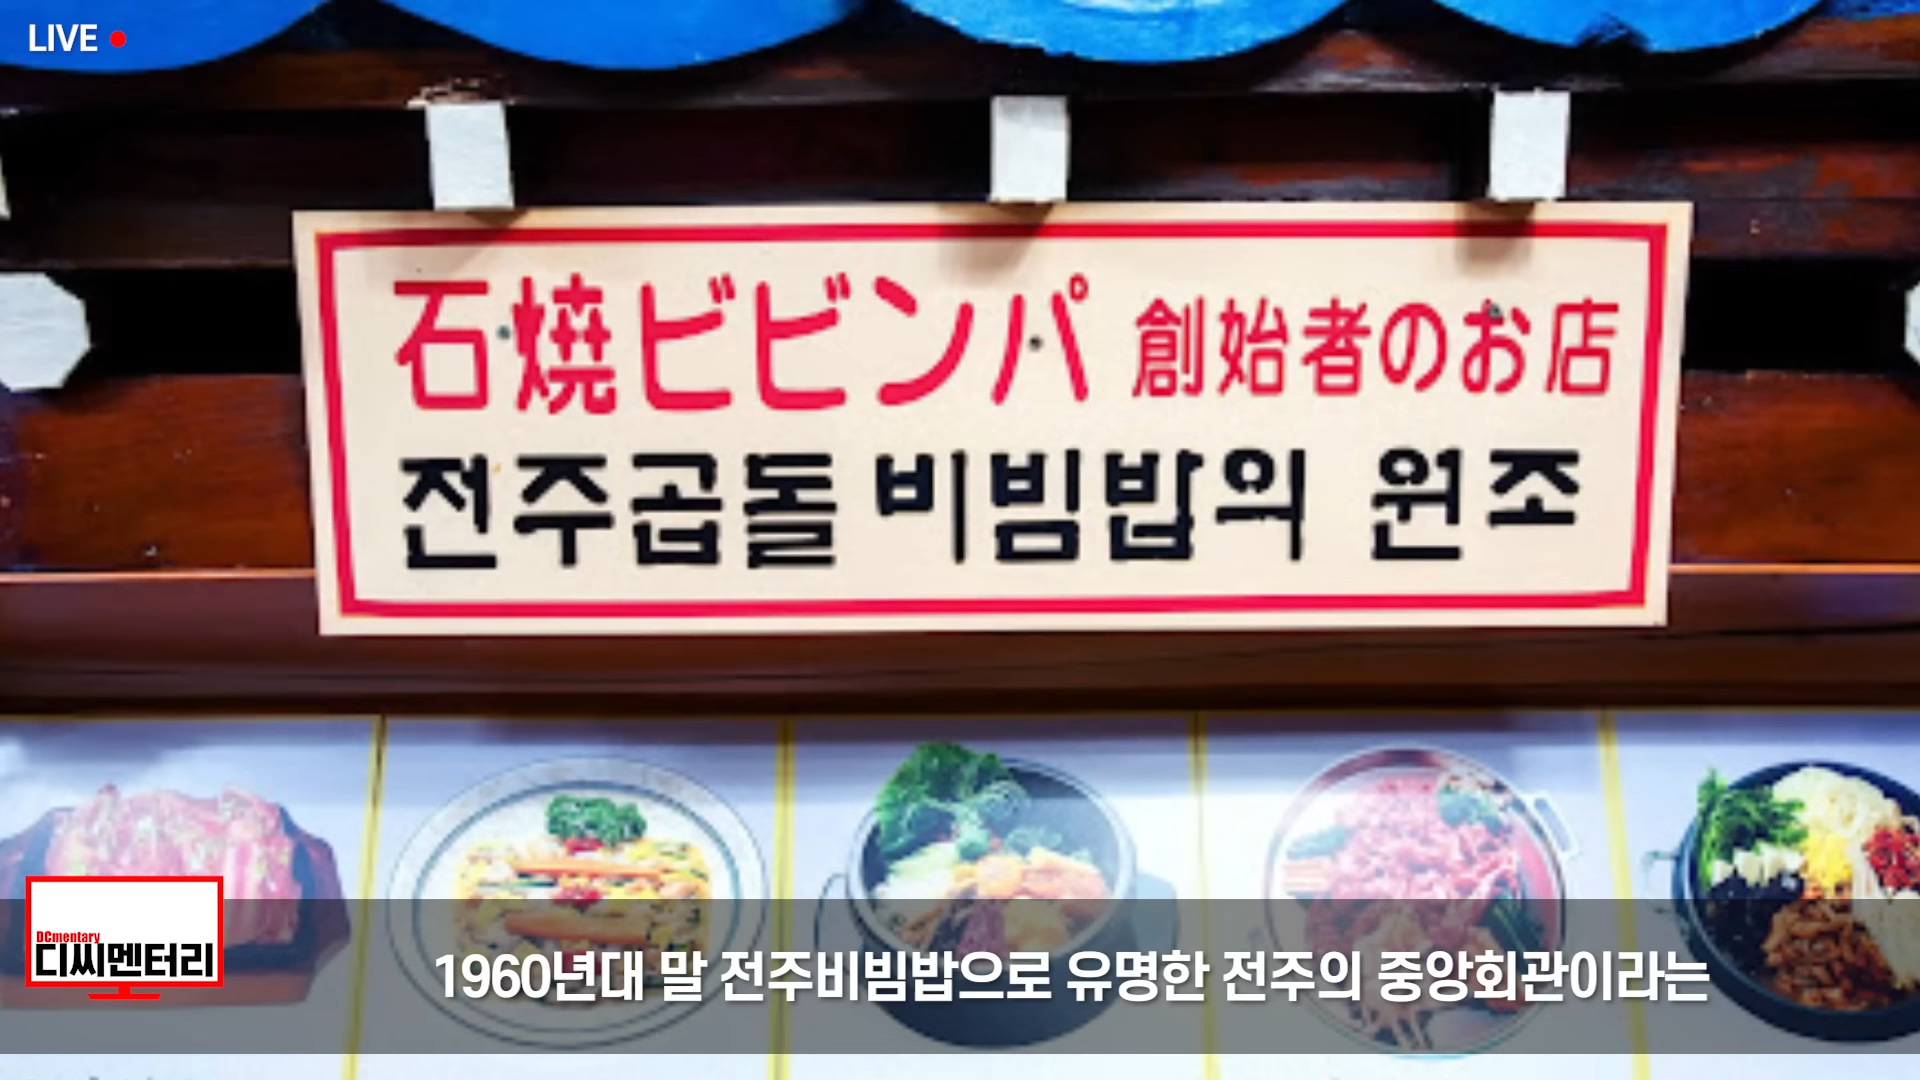 LIVE
石焼ビビンパ 創始者のお店
전주곱돌 비빔밥의 원조
DCmentary
디씨멘터리
1960년대 말 전주비빔밥으로 유명한 전주의 중앙회관이라는